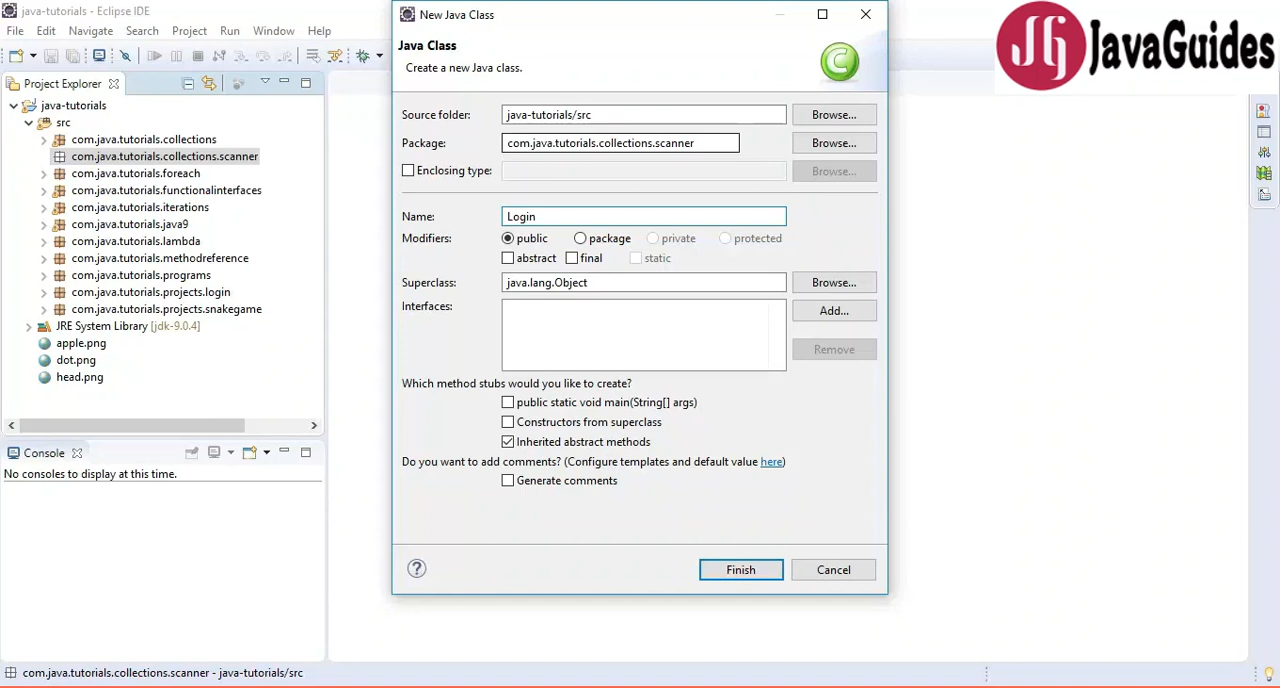 java-tutorials - Eclipse IDE
File Edit Navigate Search Project Run Window Help
Project Explorer
java-tutorials
src
com.java.tutorials.collections
com.java.tutorials.collections.scanner
com.java.tutorials.foreach
com.java.tutorials.functionalinterfaces
com.java.tutorials.iterations
com.java.tutorials.java9
com.java.tutorials.lambda
com.java.tutorials.methodreference
com.java.tutorials.programs
com.java.tutorials.projects.login
com.java.tutorials.projects.snakegame
JRE System Library [jdk-9.0.4]
apple.png
dot.png
head.png
Console
No consoles to display at this time.
com.java.tutorials.collections.scanner - java-tutorials/src
New Java Class
Java Class
Create a new Java class.
C
Source folder: java-tutorials/src Browse...
Package: com.java.tutorials.collections.scanner Browse...
Enclosing type: Browse...
Name: Login
Modifiers: public package private protected
abstract final static
Superclass: java.lang.Object Browse...
Interfaces: Add...
Remove
Which method stubs would you like to create?
public static void main(String[] args)
Constructors from superclass
Inherited abstract methods
Do you want to add comments? (Configure templates and default value here)
Generate comments
? Finish Cancel
JG JavaGuides